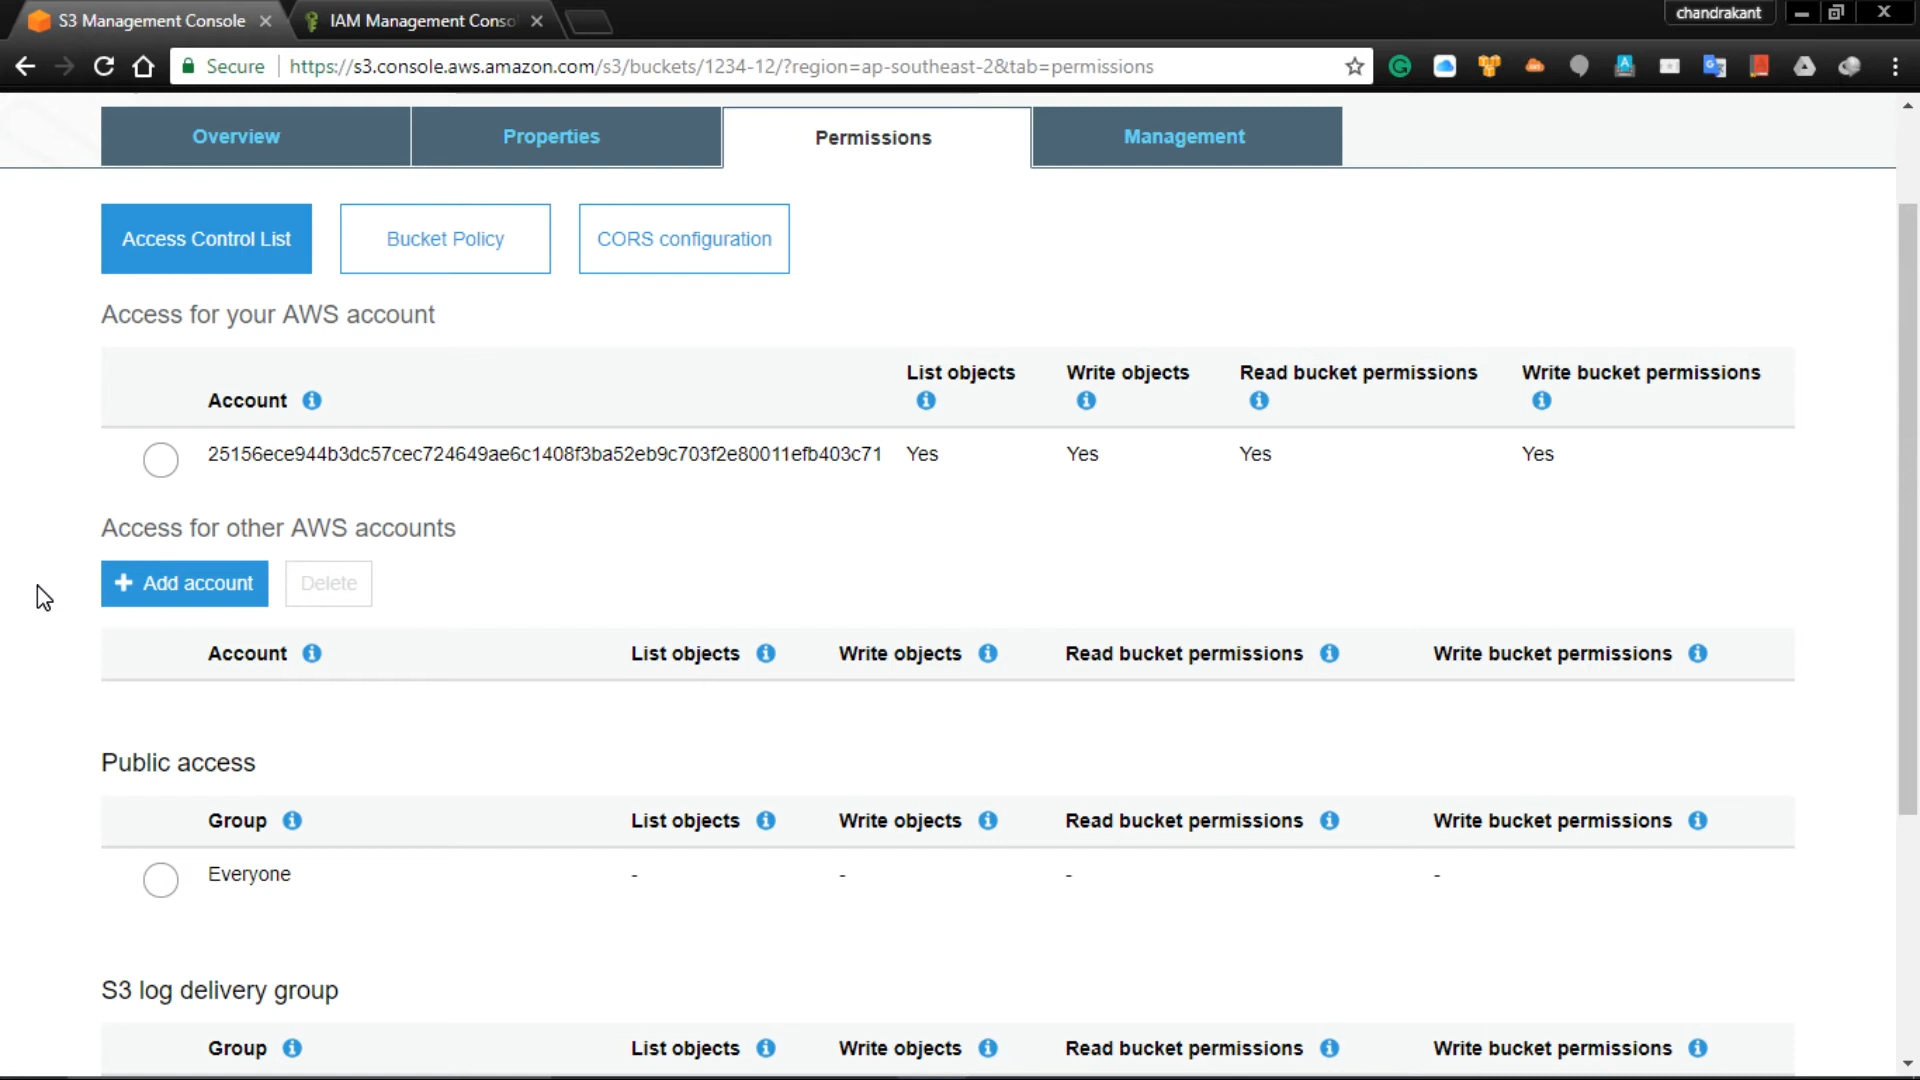 S3 Management Console
IAM Management Conso
chandrakant
Secure
https://s3.console.aws.amazon.com/s3/buckets/1234-12/?region=ap-southeast-2&tab=permissions
Overview
Properties
Permissions
Management
Access Control List
Bucket Policy
CORS configuration
Access for your AWS account
Account List objects Write objects Read bucket permissions Write bucket permissions
25156ece944b3dc57cec724649ae6c1408f3ba52eb9c703f2e80011efb403c71 Yes Yes Yes Yes
Access for other AWS accounts
+ Add account
Delete
Account List objects Write objects Read bucket permissions Write bucket permissions
Public access
Group List objects Write objects Read bucket permissions Write bucket permissions
Everyone - - - -
S3 log delivery group
Group List objects Write objects Read bucket permissions Write bucket permissions